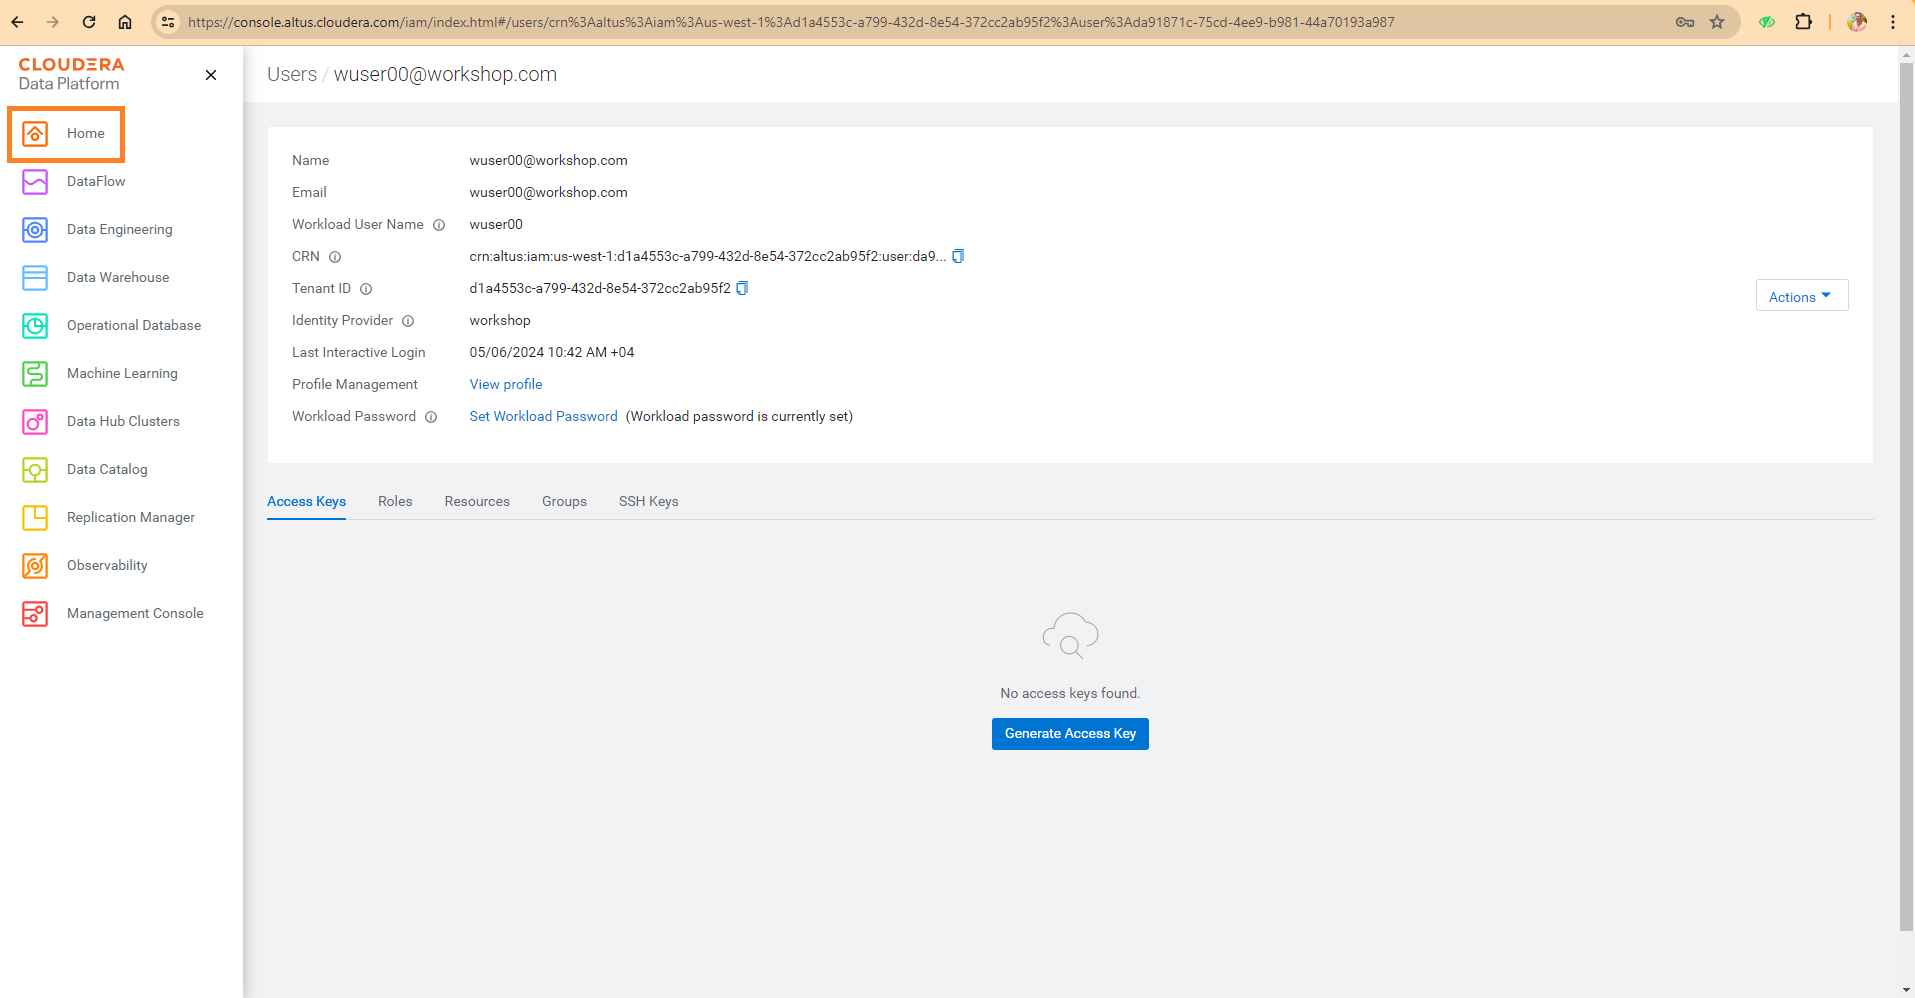 https://console.altus.cloudera.com/iam/index.html#/users/crn%3Aaltus%3Aiam%3Aus-west-1%3Ad1a4553c-a799-432d-8e54-372cc2ab95f2%3Auser%3Ada91871c-75cd-4ee9-b981-44a70193a987
CLOUDERA
Data Platform
Home
DataFlow
Data Engineering
Data Warehouse
Operational Database
Machine Learning
Data Hub Clusters
Data Catalog
Replication Manager
Observability
Management Console
Users / wuser00@workshop.com
Name wuser00@workshop.com
Email wuser00@workshop.com
Workload User Name wuser00
CRN crn:altus:iam:us-west-1:d1a4553c-a799-432d-8e54-372cc2ab95f2:user:da9...
Tenant ID d1a4553c-a799-432d-8e54-372cc2ab95f2
Identity Provider workshop
Last Interactive Login 05/06/2024 10:42 AM +04
Profile Management View profile
Workload Password Set Workload Password (Workload password is currently set)
Actions
Access Keys Roles Resources Groups SSH Keys
No access keys found.
Generate Access Key